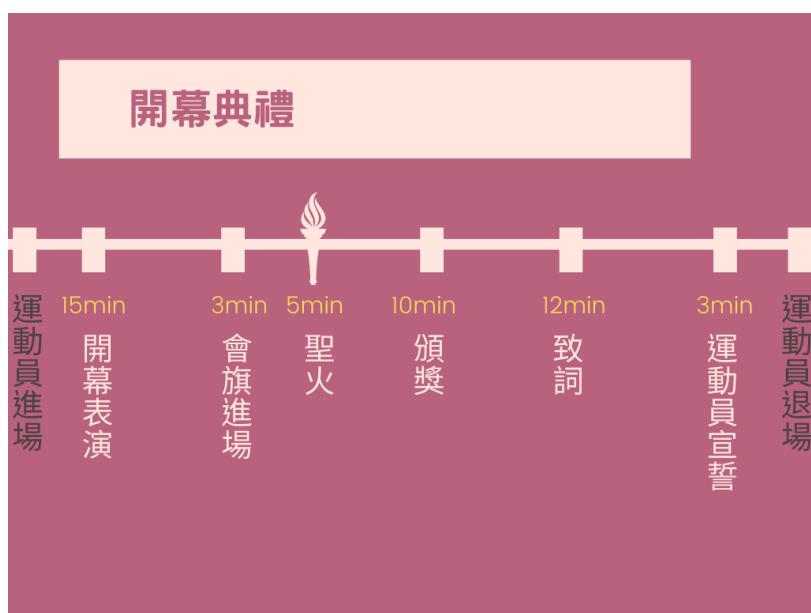 開幕典禮
運動員進場
15min
開幕表演
3min
會旗進場
5min
聖火
10min
頒獎
12min
致詞
3min
運動員宣誓
運動員退場